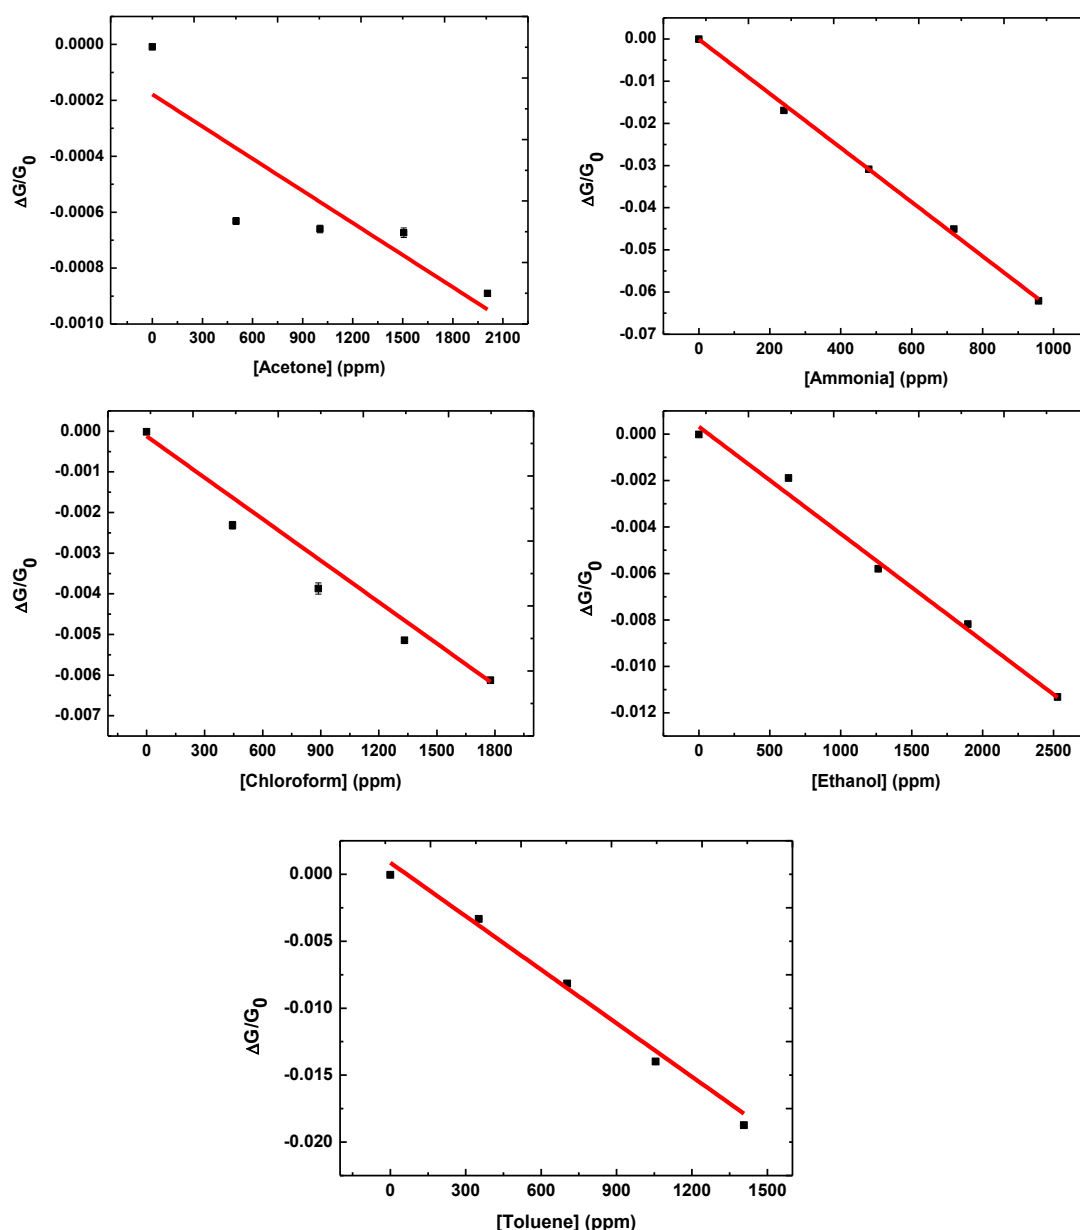 0.0000
-0.0002
-0.0004
-0.0006
-0.0008
-0.0010
ΔG/G0
0 300 600 900 1200 1500 1800 2100
[Acetone] (ppm)
0.00
-0.01
-0.02
-0.03
-0.04
-0.05
-0.06
-0.07
ΔG/G0
0 200 400 600 800 1000
[Ammonia] (ppm)
0.000
-0.001
-0.002
-0.003
-0.004
-0.005
-0.006
-0.007
ΔG/G0
0 300 600 900 1200 1500 1800
[Chloroform] (ppm)
0.000
-0.002
-0.004
-0.006
-0.008
-0.010
-0.012
ΔG/G0
0 500 1000 1500 2000 2500
[Ethanol] (ppm)
0.000
-0.005
-0.010
-0.015
-0.020
ΔG/G0
0 300 600 900 1200 1500
[Toluene] (ppm)